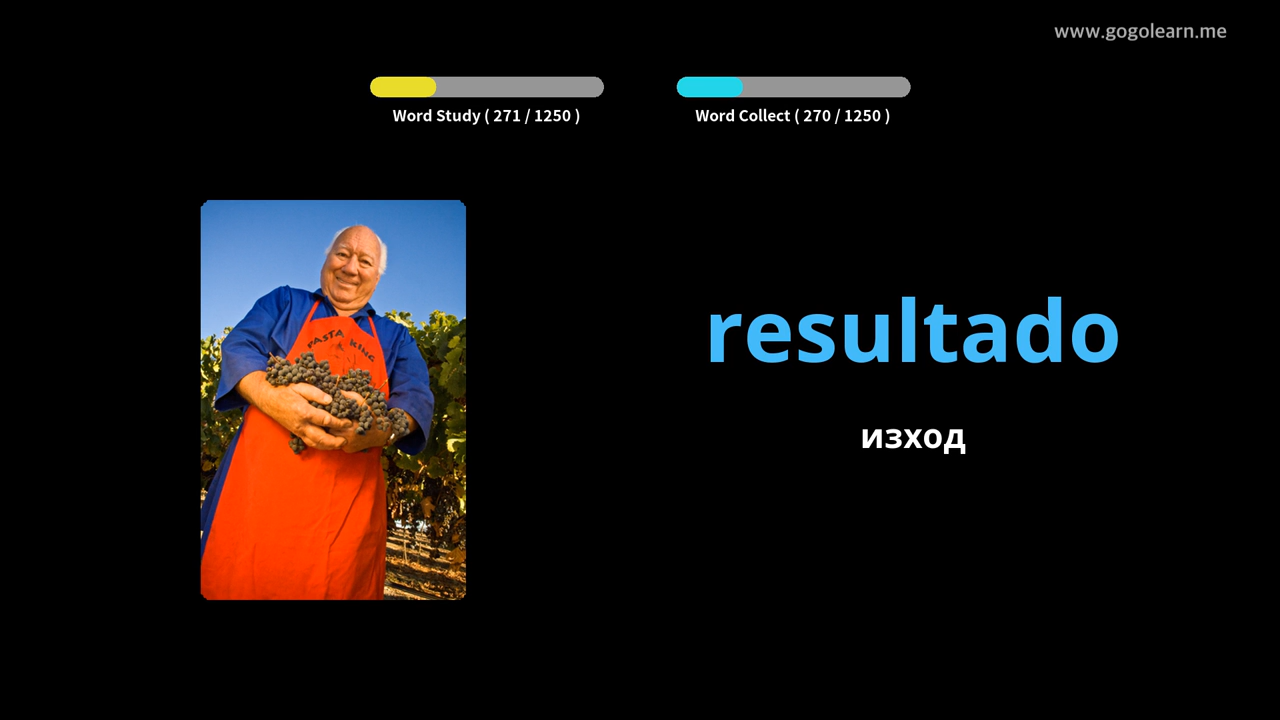 www.gogolearn.me
Word Study ( 271 / 1250 )
Word Collect ( 270 / 1250 )
PASTA KING
resultado
изход